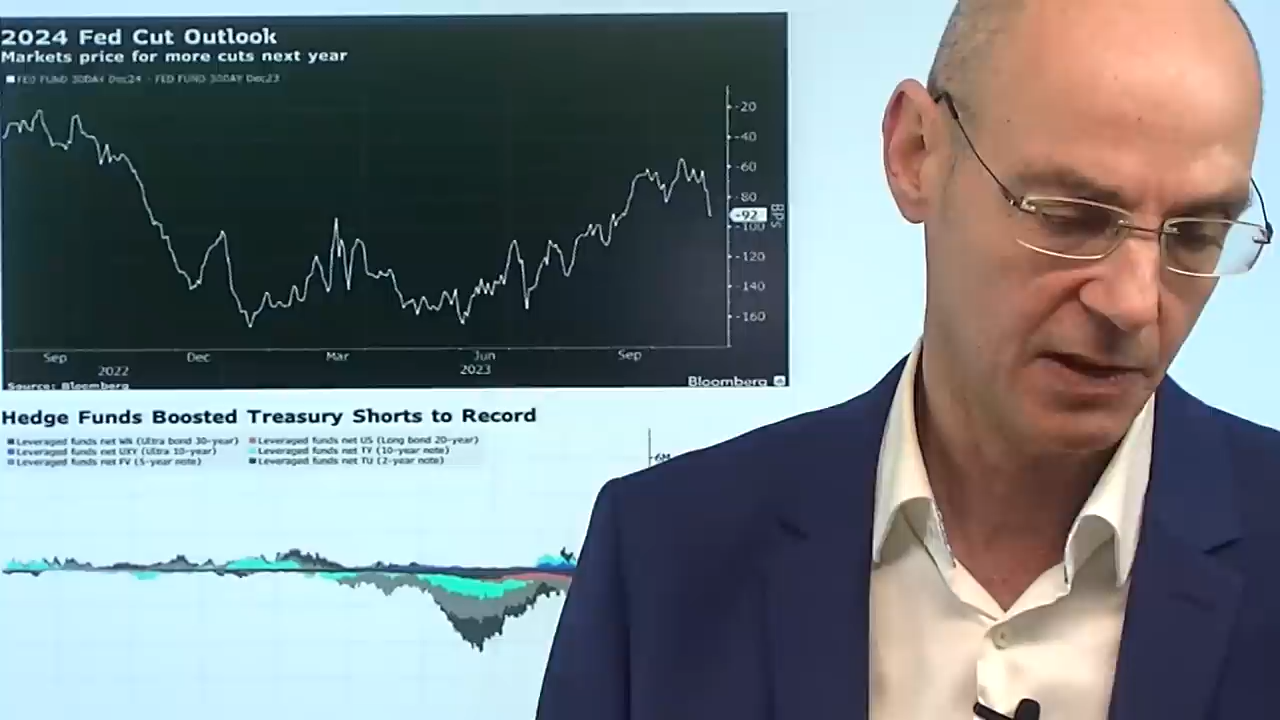 2024 Fed Cut Outlook
Markets price for more cuts next year
FED FUND 30DAY Dec24 - FED FUND 30DAY Dec23
-20
-40
-60
-80
-92
-100
-120
-140
-160
BPS
Sep
Dec
Mar
Jun
Sep
2022
2023
Source: Bloomberg
Bloomberg
Hedge Funds Boosted Treasury Shorts to Record
Leveraged funds net WN (Ultra bond 30-year)
Leveraged funds net US (Long bond 20-year)
Leveraged funds net UXY (Ultra 10-year)
Leveraged funds net TY (10-year note)
Leveraged funds net FV (5-year note)
Leveraged funds net TU (2-year note)
6M